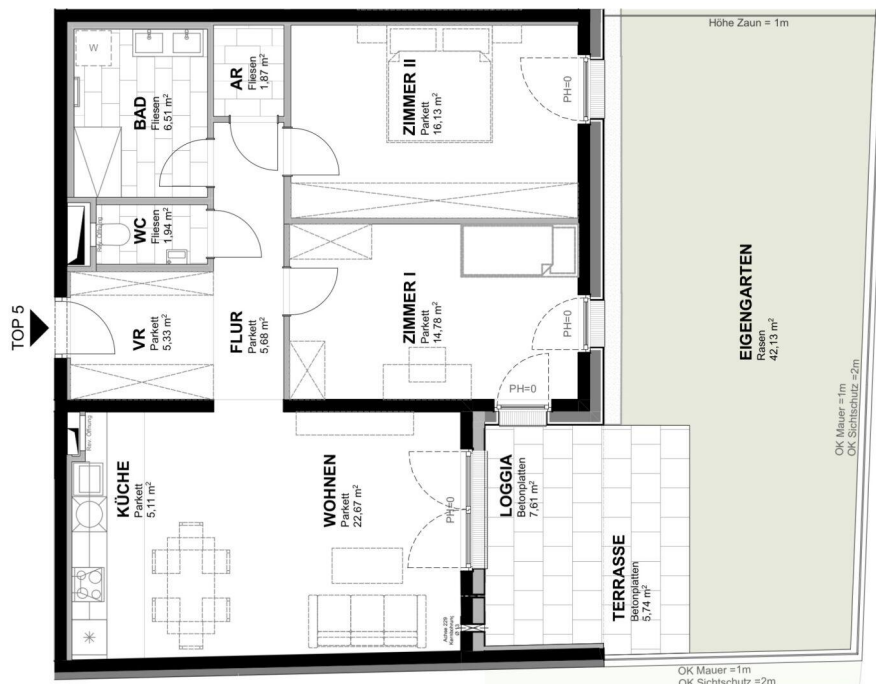 Höhe Zaun = 1m
W
BAD
Fliesen
6,51 m²
AR
Fliesen
1,87 m²
ZIMMER II
Parkett
16,13 m²
PH=0
Rev. Öffnung
WC
Fliesen
1,94 m²
TOP 5
VR
Parkett
5,33 m²
FLUR
Parkett
5,68 m²
ZIMMER I
Parkett
14,78 m²
PH=0
PH=0
EIGENGARTEN
Rasen
42,13 m²
OK Mauer =1m
OK Sichtschutz =2m
Rev. Öffnung
KÜCHE
Parkett
5,11 m²
WOHNEN
Parkett
22,67 m²
PH=0
LOGGIA
Betonplatten
7,61 m²
TERRASSE
Betonplatten
5,74 m²
OK Mauer =1m
OK Sichtschutz =2m